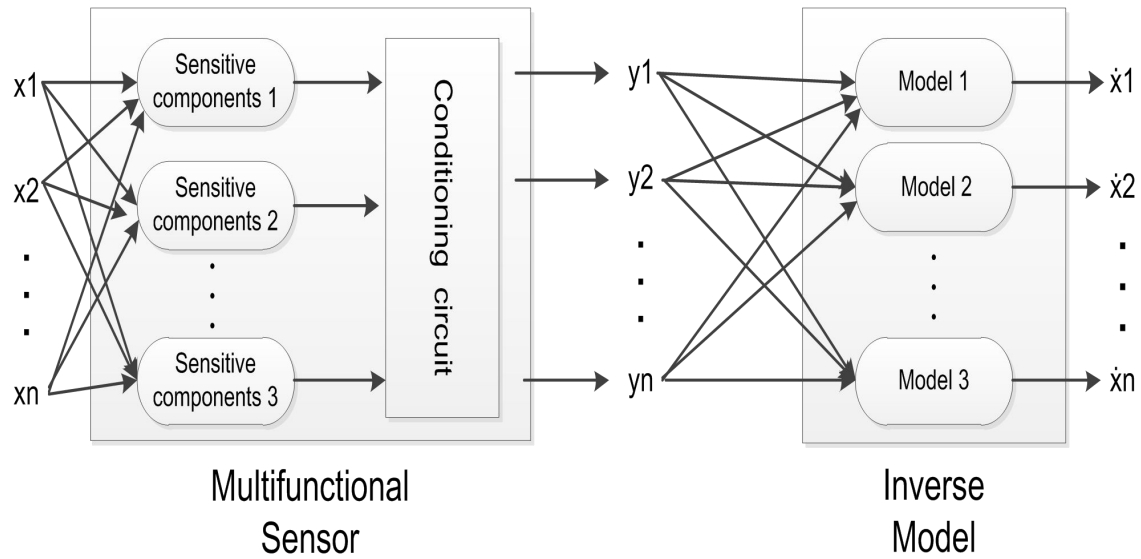 x1
x2
xn
Sensitive
components 1
Sensitive
components 2
Sensitive
components 3
Conditioning circuit
y1
y2
yn
Model 1
Model 2
Model 3
ẋ1
ẋ2
ẋn
Multifunctional
Sensor
Inverse
Model